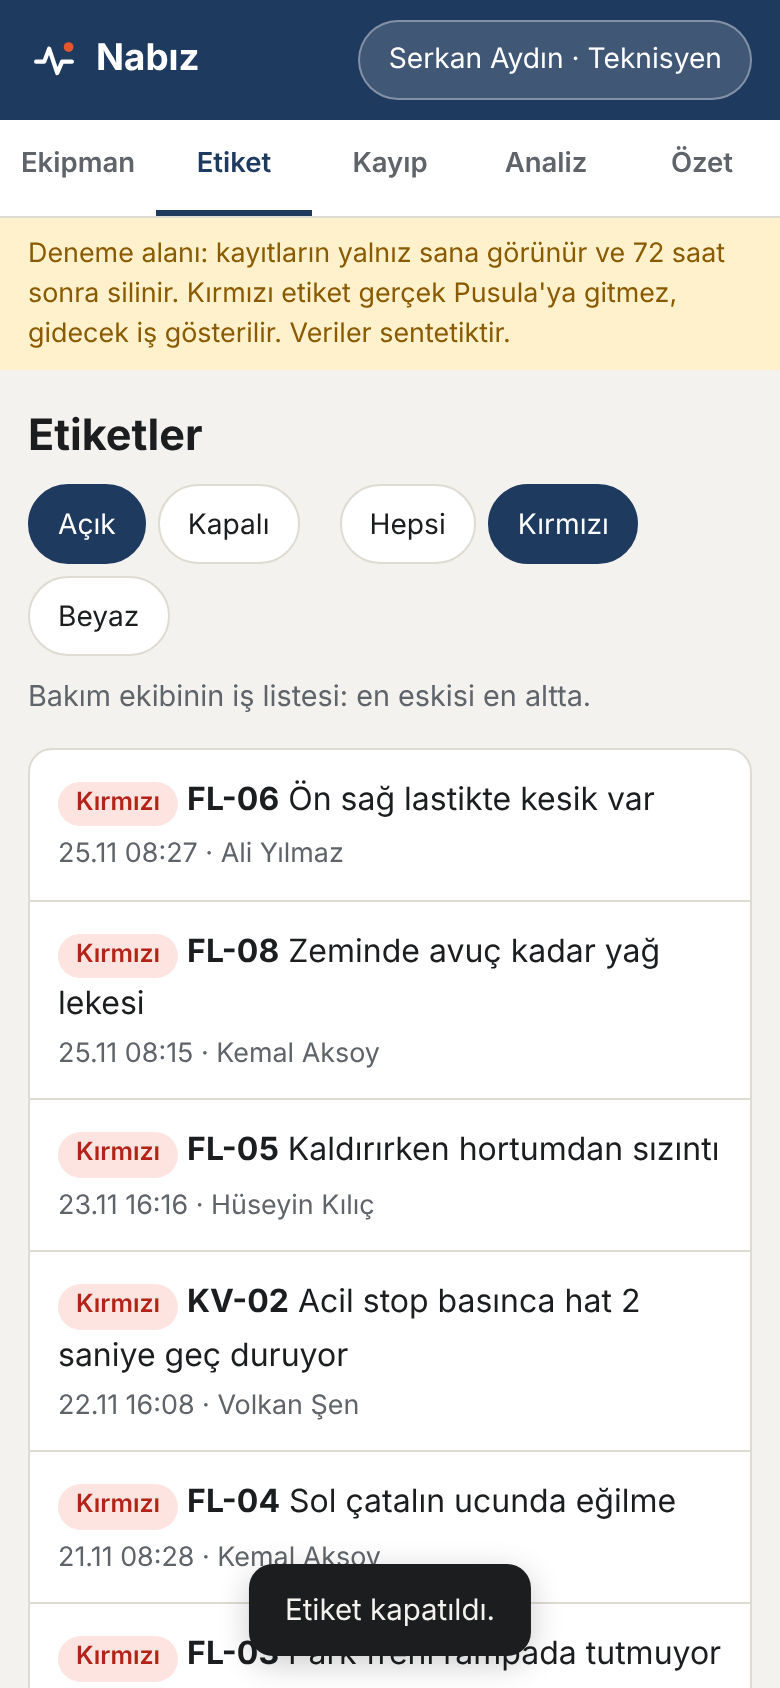 Nabız
Serkan Aydın · Teknisyen
Ekipman
Etiket
Kayıp
Analiz
Özet
Deneme alanı: kayıtların yalnız sana görünür ve 72 saat
sonra silinir. Kırmızı etiket gerçek Pusula'ya gitmez,
gidecek iş gösterilir. Veriler sentetiktir.
Etiketler
Açık
Kapalı
Hepsi
Kırmızı
Beyaz
Bakım ekibinin iş listesi: en eskisi en altta.
Kırmızı FL-06 Ön sağ lastikte kesik var
25.11 08:27 · Ali Yılmaz
Kırmızı FL-08 Zeminde avuç kadar yağ
lekesi
25.11 08:15 · Kemal Aksoy
Kırmızı FL-05 Kaldırırken hortumdan sızıntı
23.11 16:16 · Hüseyin Kılıç
Kırmızı KV-02 Acil stop basınca hat 2
saniye geç duruyor
22.11 16:08 · Volkan Şen
Kırmızı FL-04 Sol çatalın ucunda eğilme
21.11 08:28 · Kemal Aksoy
Etiket kapatıldı.
Kırmızı FL-03 Park freni rampada tutmuyor